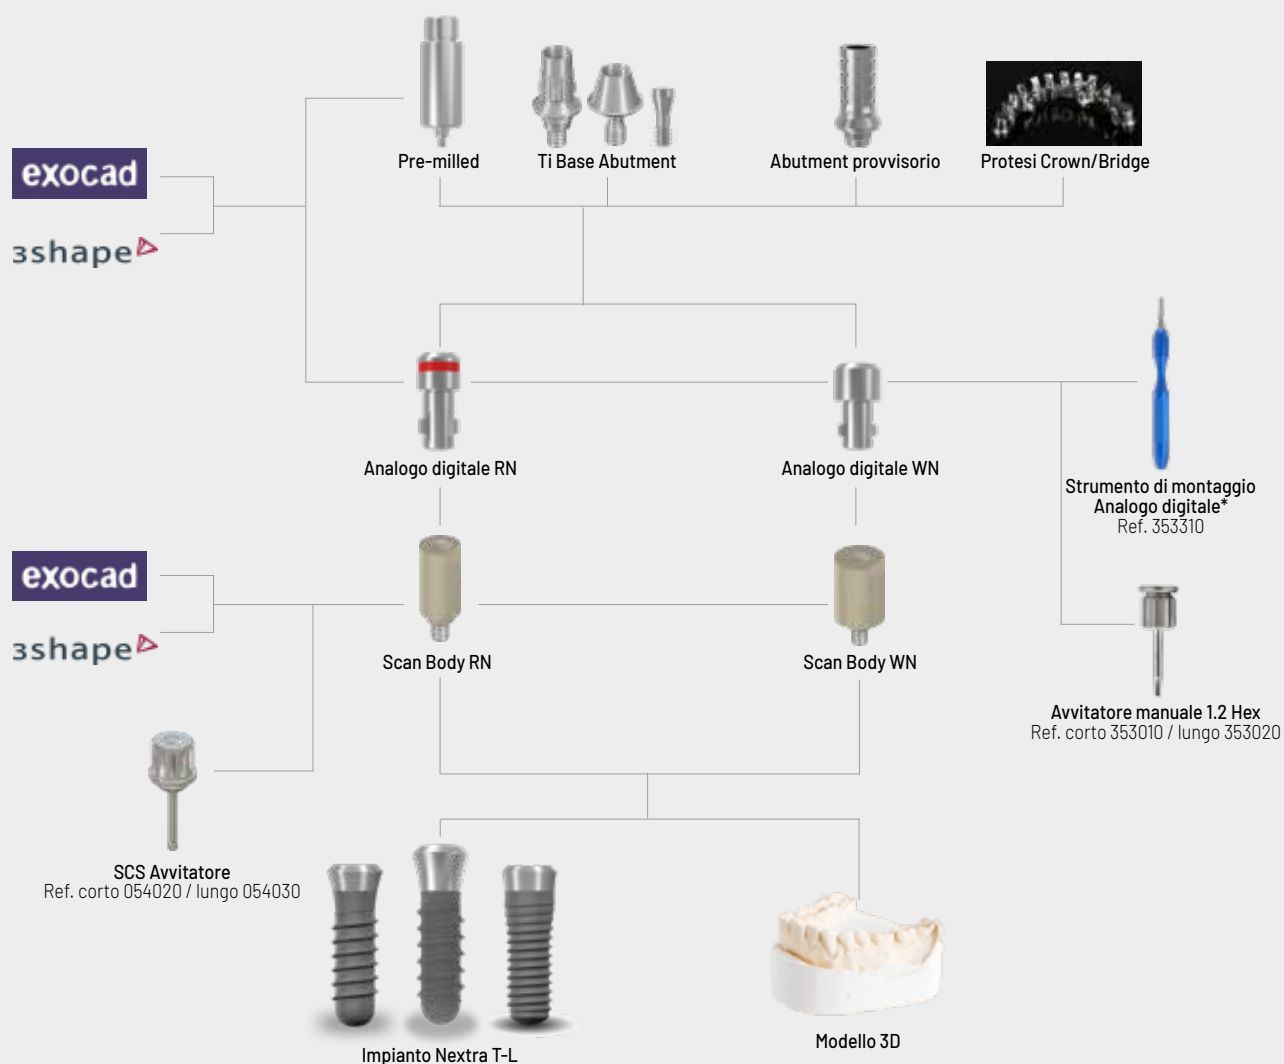 Pre-milled
Ti Base Abutment
Abutment provvisorio
Protesi Crown/Bridge
exocad
3shape
Analogo digitale RN
Analogo digitale WN
Strumento di montaggio
Analogo digitale*
Ref. 353310
exocad
3shape
Scan Body RN
Scan Body WN
Avvitatore manuale 1.2 Hex
Ref. corto 353010 / lungo 353020
SCS Avvitatore
Ref. corto 054020 / lungo 054030
Impianto Nextra T-L
Modello 3D